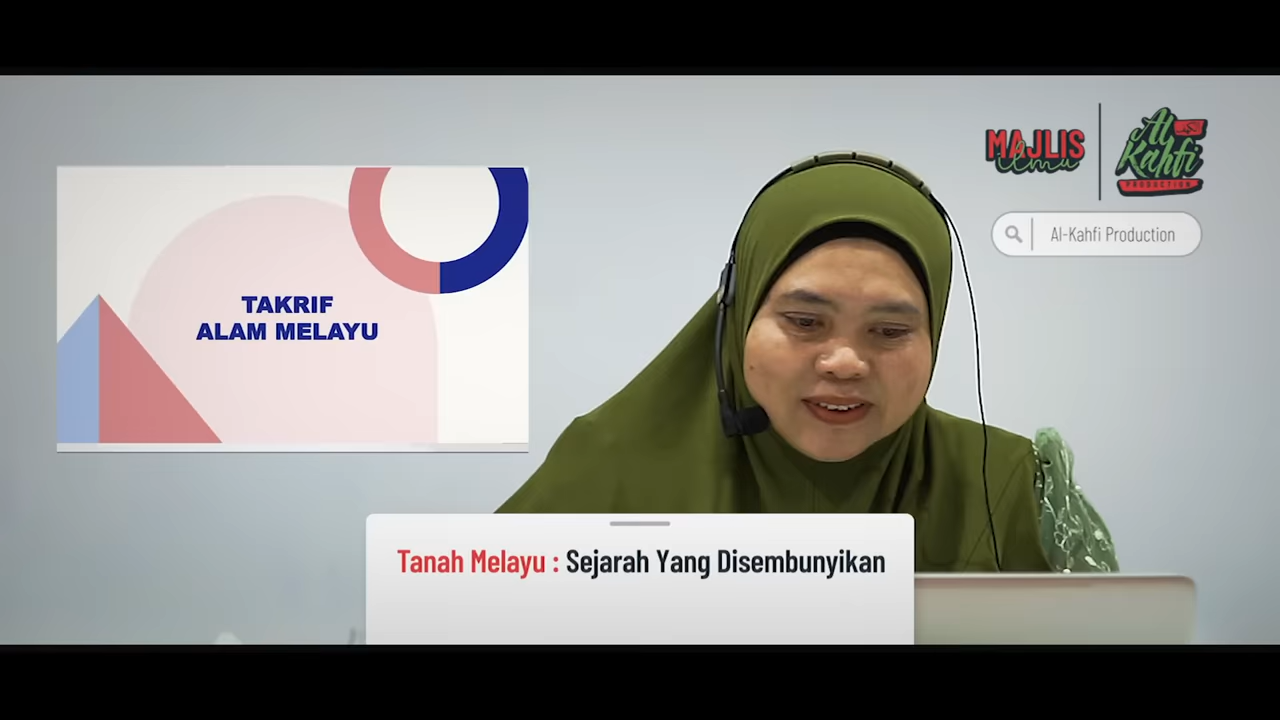 MAJLIS
Ilmu
Al
Kahfi
PRODUCTION
Al-Kahfi Production
TAKRIF
ALAM MELAYU
Tanah Melayu : Sejarah Yang Disembunyikan